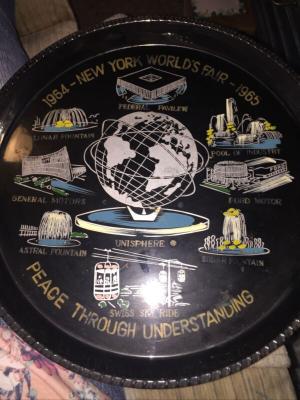 1964 - NEW YORK WORLD'S FAIR - 1965
FEDERAL PAVILION
LUNAR FOUNTAIN
POOL OF INDUSTRY
GENERAL MOTORS
FORD MOTOR
UNISPHERE ®
ASTRAL FOUNTAIN
FOUNTAIN
SWISS SKY RIDE
PEACE THROUGH UNDERSTANDING